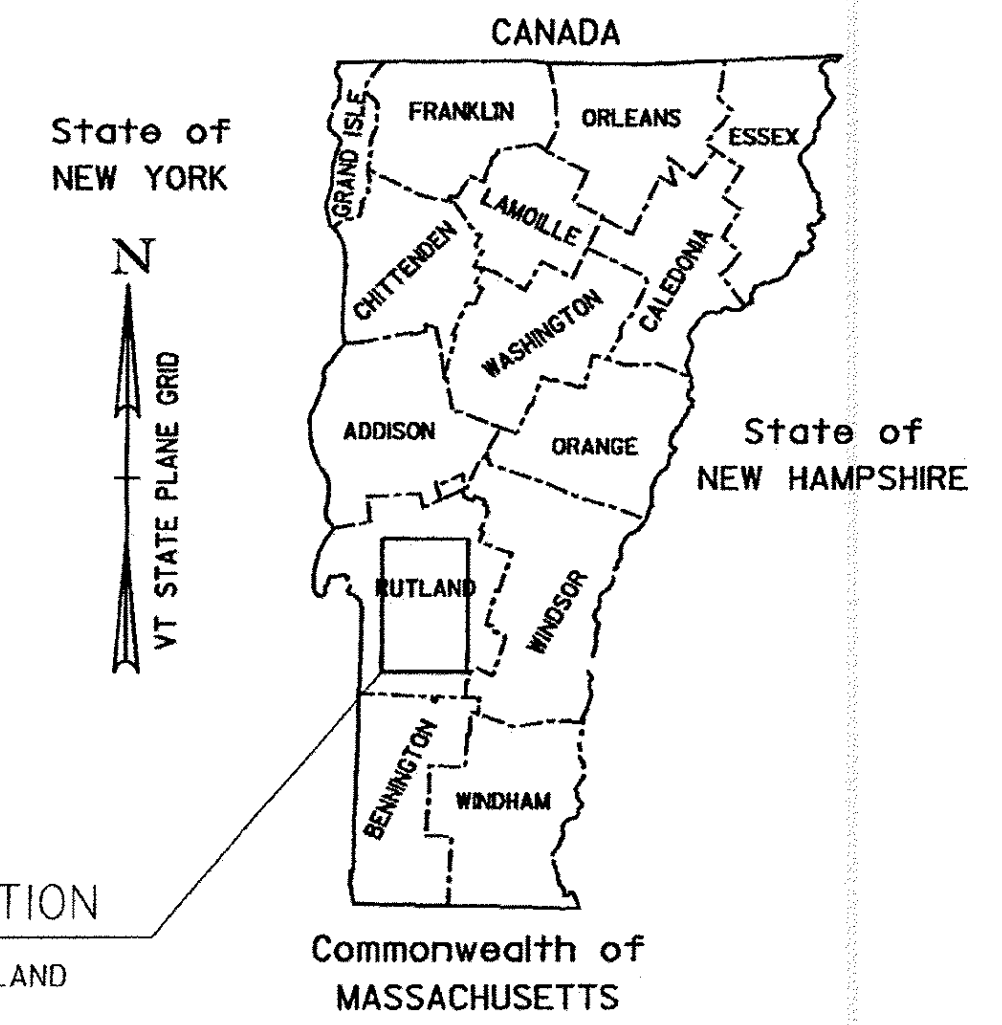 CANADA
State of
NEW YORK
GRAND ISLE
FRANKLIN
ORLEANS
ESSEX
LAMOILLE
CHITTENDEN
CALEDONIA
WASHINGTON
N
VT STATE PLANE GRID
ADDISON
ORANGE
State of
NEW HAMPSHIRE
RUTLAND
WINDSOR
BENNINGTON
WINDHAM
TION
LAND
Commonwealth of
MASSACHUSETTS